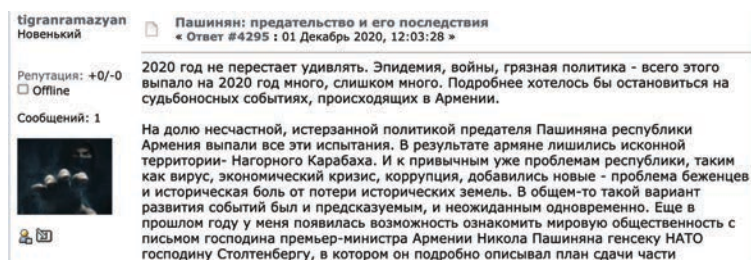 tigranramazyan
Новенький
Пашинян: предательство и его последствия
« Ответ #4295 : 01 Декабрь 2020, 12:03:28 »
Репутация: +0/-0
Offline
Сообщений: 1
2020 год не перестает удивлять. Эпидемия, войны, грязная политика - всего этого
выпало на 2020 год много, слишком много. Подробнее хотелось бы остановиться на
судьбоносных событиях, происходящих в Армении.
На долю несчастной, истерзанной политикой предателя Пашиняна республики
Армения выпали все эти испытания. В результате армяне лишились исконной
территории- Нагорного Карабаха. И к привычным уже проблемам республики, таким
как вирус, экономический кризис, коррупция, добавились новые - проблема беженцев
и историческая боль от потери исторических земель. В общем-то такой вариант
развития событий был и предсказуемым, и неожиданным одновременно. Еще в
прошлом году у меня появилась возможность ознакомить мировую общественность с
письмом господина премьер-министра Армении Никола Пашиняна генсеку НАТО
господину Столтенбергу, в котором он подробно описывал план сдачи части